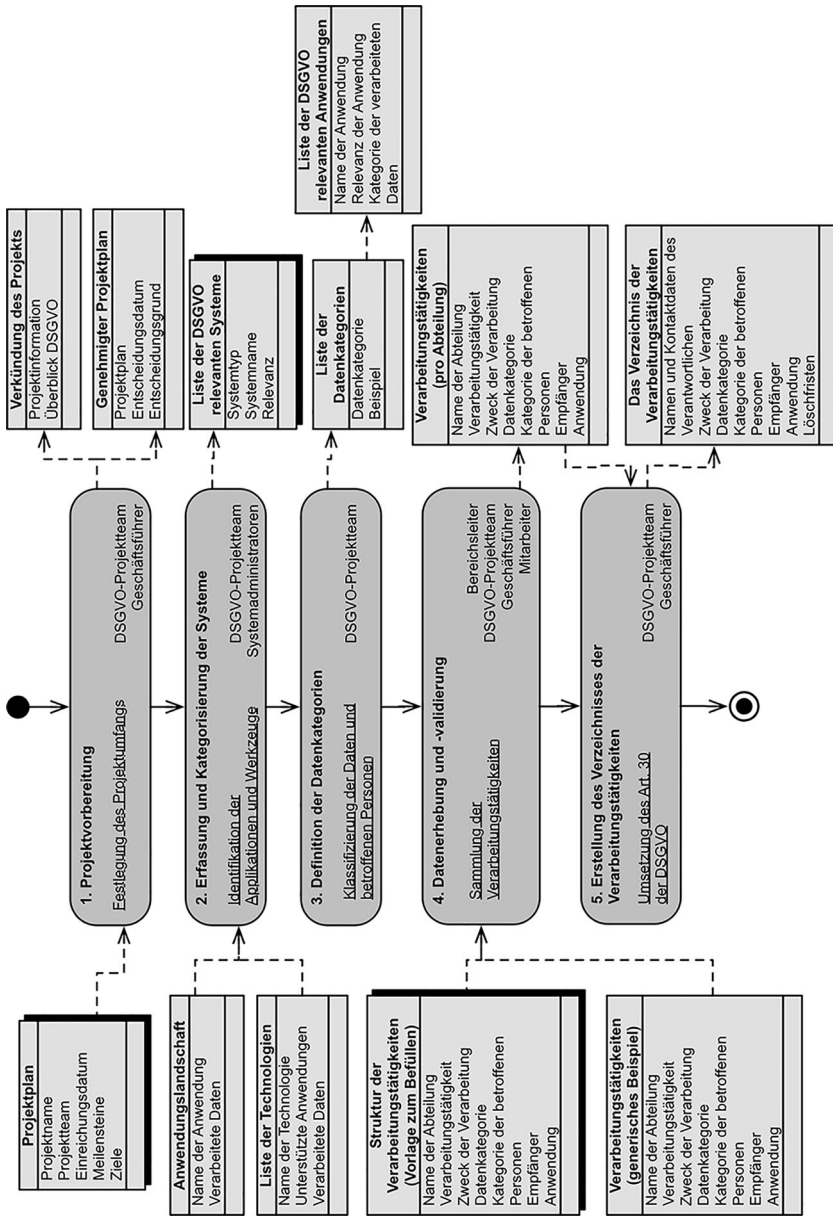 Projektplan
Projektname
Projektteam
Einreichungsdatum
Meilensteine
Ziele
Anwendungslandschaft
Name der Anwendung
Verarbeitete Daten
Liste der Technologien
Name der Technologie
Unterstützte Anwendungen
Verarbeitete Daten
Struktur der
Verarbeitungstätigkeiten
(Vorlage zum Befüllen)
Name der Abteilung
Verarbeitungstätigkeit
Zweck der Verarbeitung
Datenkategorie
Kategorie der betroffenen
Personen
Empfänger
Anwendung
Verarbeitungstätigkeiten
(generisches Beispiel)
Name der Abteilung
Verarbeitungstätigkeit
Zweck der Verarbeitung
Datenkategorie
Kategorie der betroffenen
Personen
Empfänger
Anwendung
1. Projektvorbereitung
Festlegung des Projektumfangs
DSGVO-Projektteam
Geschäftsführer
2. Erfassung und Kategorisierung der Systeme
Identifikation der
Applikationen und Werkzeuge
DSGVO-Projektteam
Systemadministratoren
3. Definition der Datenkategorien
Klassifizierung der Daten und
betroffenen Personen
DSGVO-Projektteam
4. Datenerhebung und -validierung
Sammlung der
Verarbeitungstätigkeiten
Bereichsleiter
DSGVO-Projektteam
Geschäftsführer
Mitarbeiter
5. Erstellung des Verzeichnisses der
Verarbeitungstätigkeiten
Umsetzung des Art. 30
der DSGVO
DSGVO-Projektteam
Geschäftsführer
Verkündung des Projekts
Projektinformation
Überblick DSGVO
Genehmigter Projektplan
Projektplan
Entscheidungsdatum
Entscheidungsgrund
Liste der DSGVO
relevanten Systeme
Systemtyp
Systemname
Relevanz
Liste der
Datenkategorien
Datenkategorie
Beispiel
Liste der DSGVO
relevanten Anwendungen
Name der Anwendung
Relevanz der Anwendung
Kategorie der verarbeiteten
Daten
Verarbeitungstätigkeiten
(pro Abteilung)
Name der Abteilung
Verarbeitungstätigkeit
Zweck der Verarbeitung
Datenkategorie
Kategorie der betroffenen
Personen
Empfänger
Anwendung
Das Verzeichnis der
Verarbeitungstätigkeiten
Namen und Kontaktdaten des
Verantwortlichen
Zweck der Verarbeitung
Datenkategorie
Kategorie der betroffenen
Personen
Empfänger
Anwendung
Löschfristen